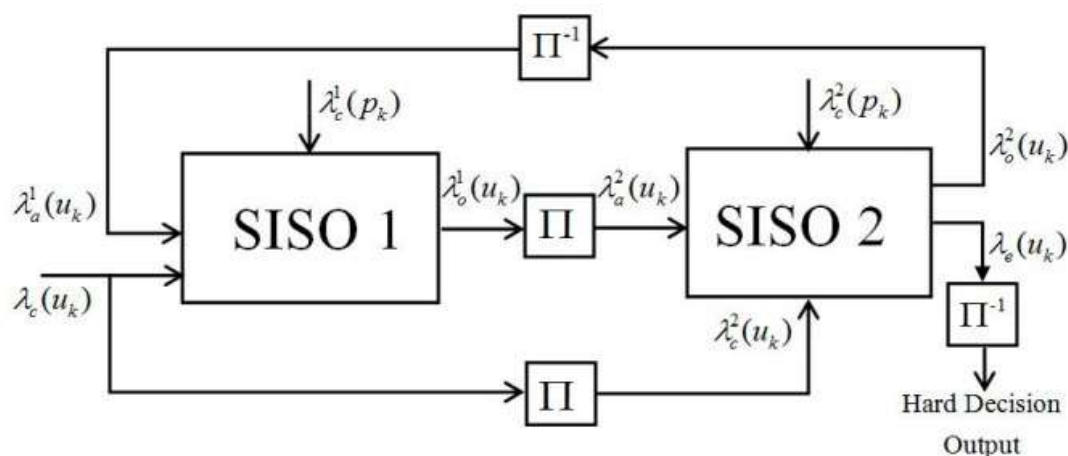 Π⁻¹
λ_c^1(p_k)
λ_c^2(p_k)
λ_o^2(u_k)
λ_a^1(u_k)
SISO 1
λ_o^1(u_k)
Π
λ_a^2(u_k)
SISO 2
λ_e(u_k)
λ_c(u_k)
Π⁻¹
λ_c^2(u_k)
Π
Hard Decision
Output